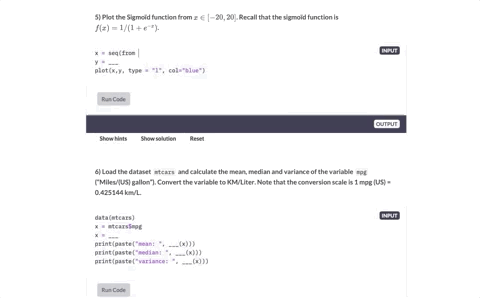 5) Plot the Sigmoid function from x ∈ [−20, 20]. Recall that the sigmoid function is
f(x) = 1/(1 + e^{−x}).
INPUT
x = seq(from
y = ___
plot(x,y, type = "l", col="blue")
Run Code
OUTPUT
Show hints Show solution Reset
6) Load the dataset mtcars and calculate the mean, median and variance of the variable mpg
("Miles/(US) gallon"). Convert the variable to KM/Liter. Note that the conversion scale is 1 mpg (US) =
0.425144 km/L.
INPUT
data(mtcars)
x = mtcars$mpg
x = ___
print(paste("mean: ", ___(x)))
print(paste("median: ", ___(x)))
print(paste("variance: ", ___(x)))
Run Code